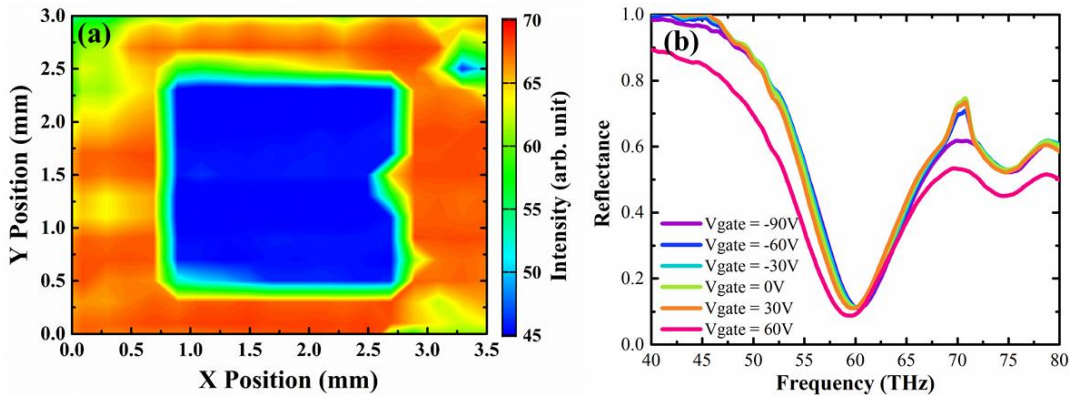 (a)
3.0
2.5
2.0
1.5
1.0
0.5
0.0
Y Position (mm)
0.0 0.5 1.0 1.5 2.0 2.5 3.0 3.5
X Position (mm)
70
65
60
55
50
45
Intensity (arb. unit)
(b)
1.0
0.8
0.6
0.4
0.2
0.0
Reflectance
Vgate = -90V
Vgate = -60V
Vgate = -30V
Vgate = 0V
Vgate = 30V
Vgate = 60V
40 45 50 55 60 65 70 75 80
Frequency (THz)